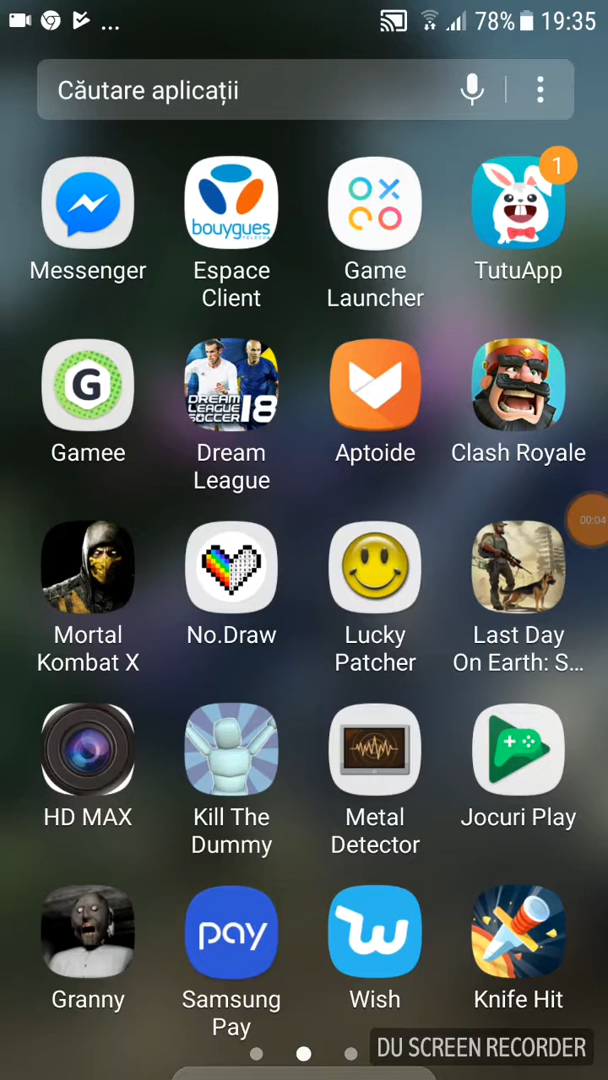 ... 78% 19:35
Căutare aplicații
1
bouygues
TELECOM
Messenger Espace Client Game Launcher TutuApp
G
DREAM
LEAGUE
SOCCER 18
Gamee Dream League Aptoide Clash Royale
00:04
Mortal Kombat X No.Draw Lucky Patcher Last Day On Earth: S...
HD MAX Kill The Dummy Metal Detector Jocuri Play
pay
Granny Samsung Pay Wish Knife Hit
DU SCREEN RECORDER